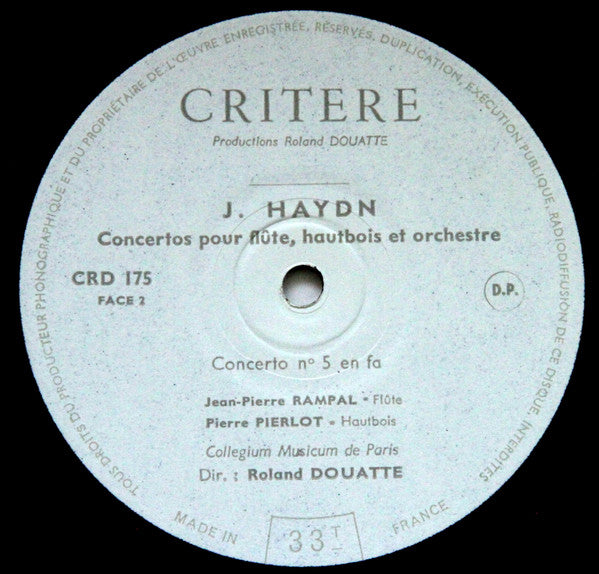 TOUS DROITS DU PRODUCTEUR PHONOGRAPHIQUE ET DU PROPRIÉTAIRE DE L'ŒUVRE ENREGISTRÉE, RÉSERVÉS, DUPLICATION, EXÉCUTION PUBLIQUE, RADIODIFFUSION DE CE DISQUE, INTERDITES
CRITERE
Productions Roland DOUATTE
J. HAYDN
Concertos pour flûte, hautbois et orchestre
CRD 175
FACE 2
D.P.
Concerto no 5 en fa
Jean-Pierre RAMPAL - Flûte
Pierre PIERLOT - Hautbois
Collegium Musicum de Paris
Dir. : Roland DOUATTE
MADE IN
33T
FRANCE